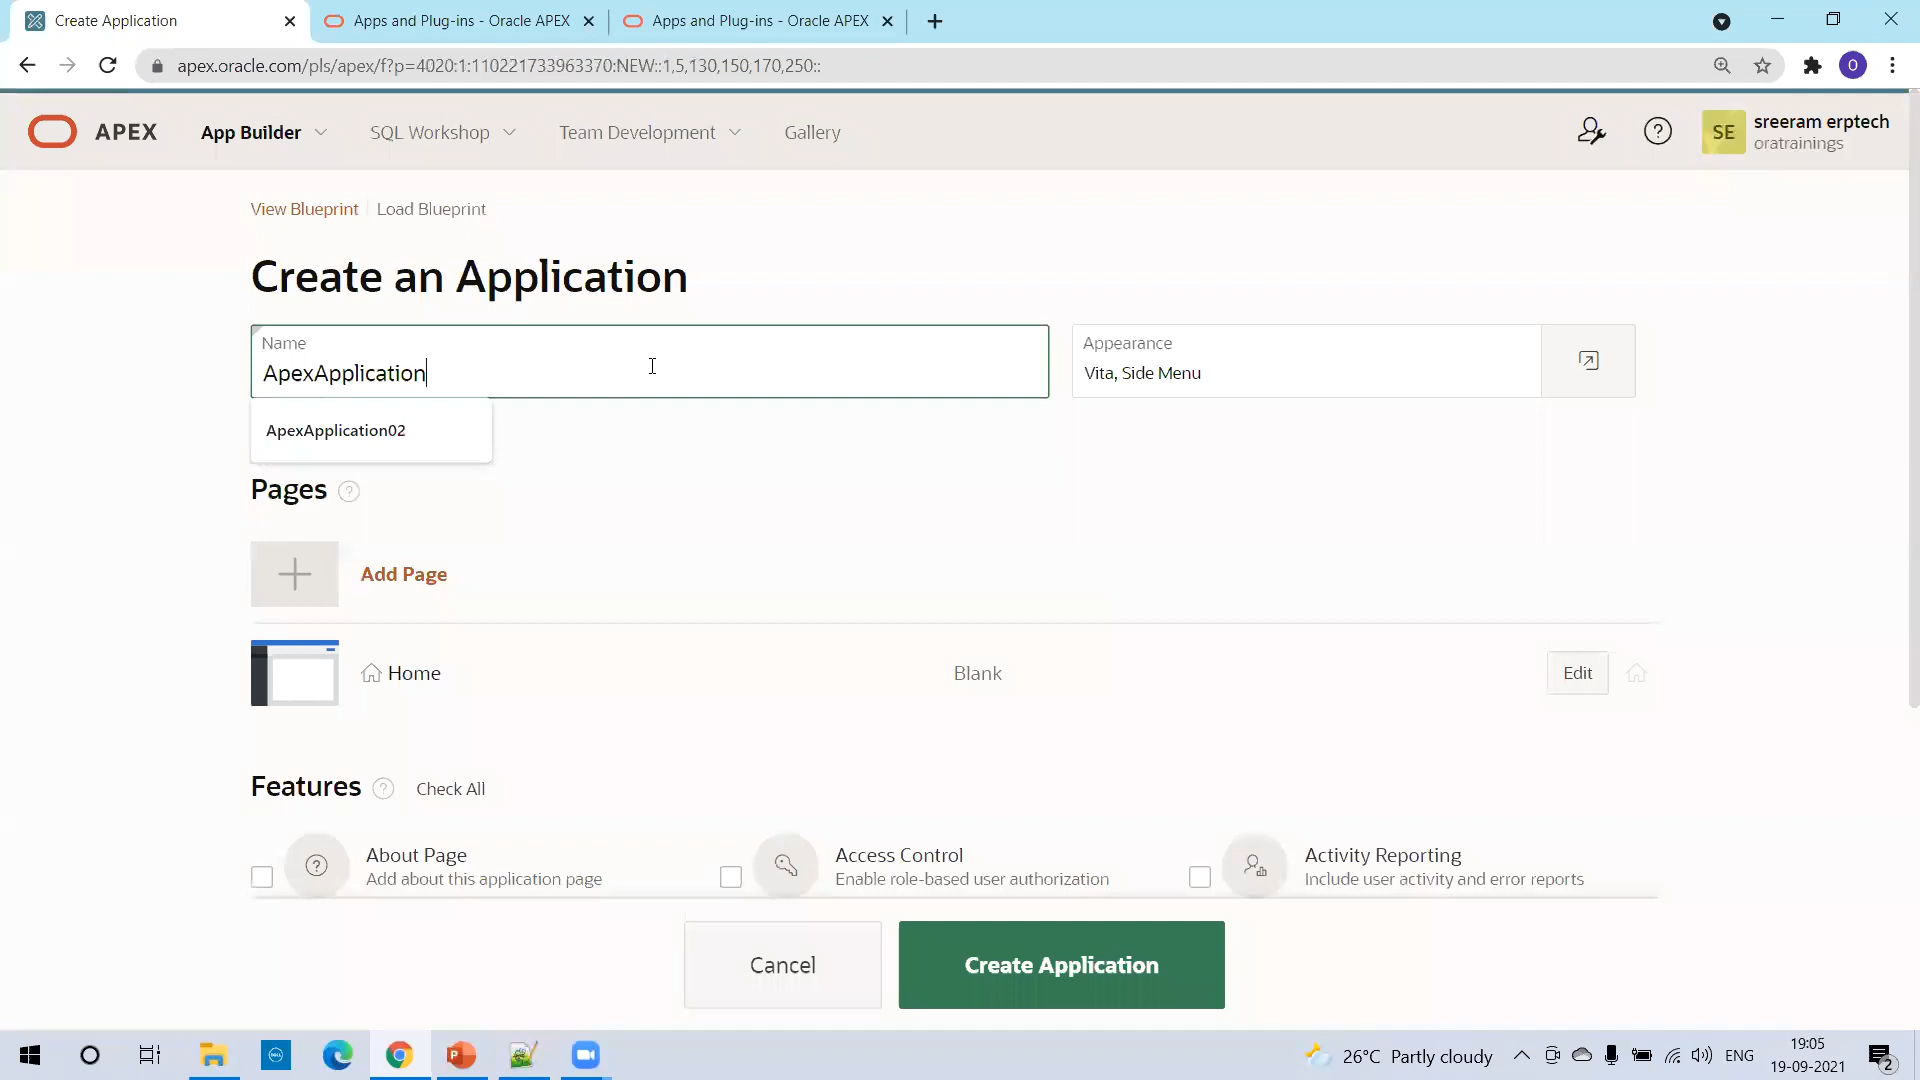 Create Application
Apps and Plug-ins - Oracle APEX
Apps and Plug-ins - Oracle APEX
apex.oracle.com/pls/apex/f?p=4020:1:110221733963370:NEW::1,5,130,150,170,250::
O
APEX
App Builder
SQL Workshop
Team Development
Gallery
SE
sreeram erptech
oratrainings
View Blueprint
Load Blueprint
Create an Application
Name
ApexApplication
Appearance
Vita, Side Menu
ApexApplication02
Pages
Add Page
Home
Blank
Edit
Features
Check All
About Page
Add about this application page
Access Control
Enable role-based user authorization
Activity Reporting
Include user activity and error reports
Cancel
Create Application
26°C Partly cloudy
ENG
19:05
19-09-2021
2